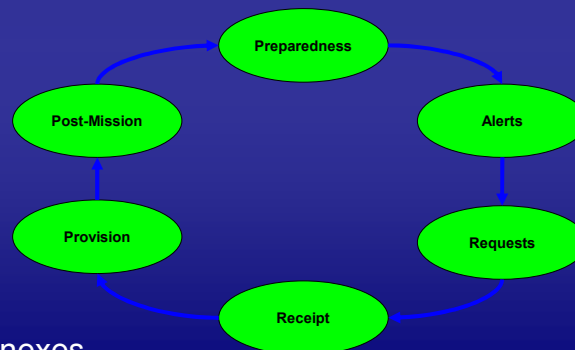 Preparedness
Post-Mission
Alerts
Provision
Requests
Receipt